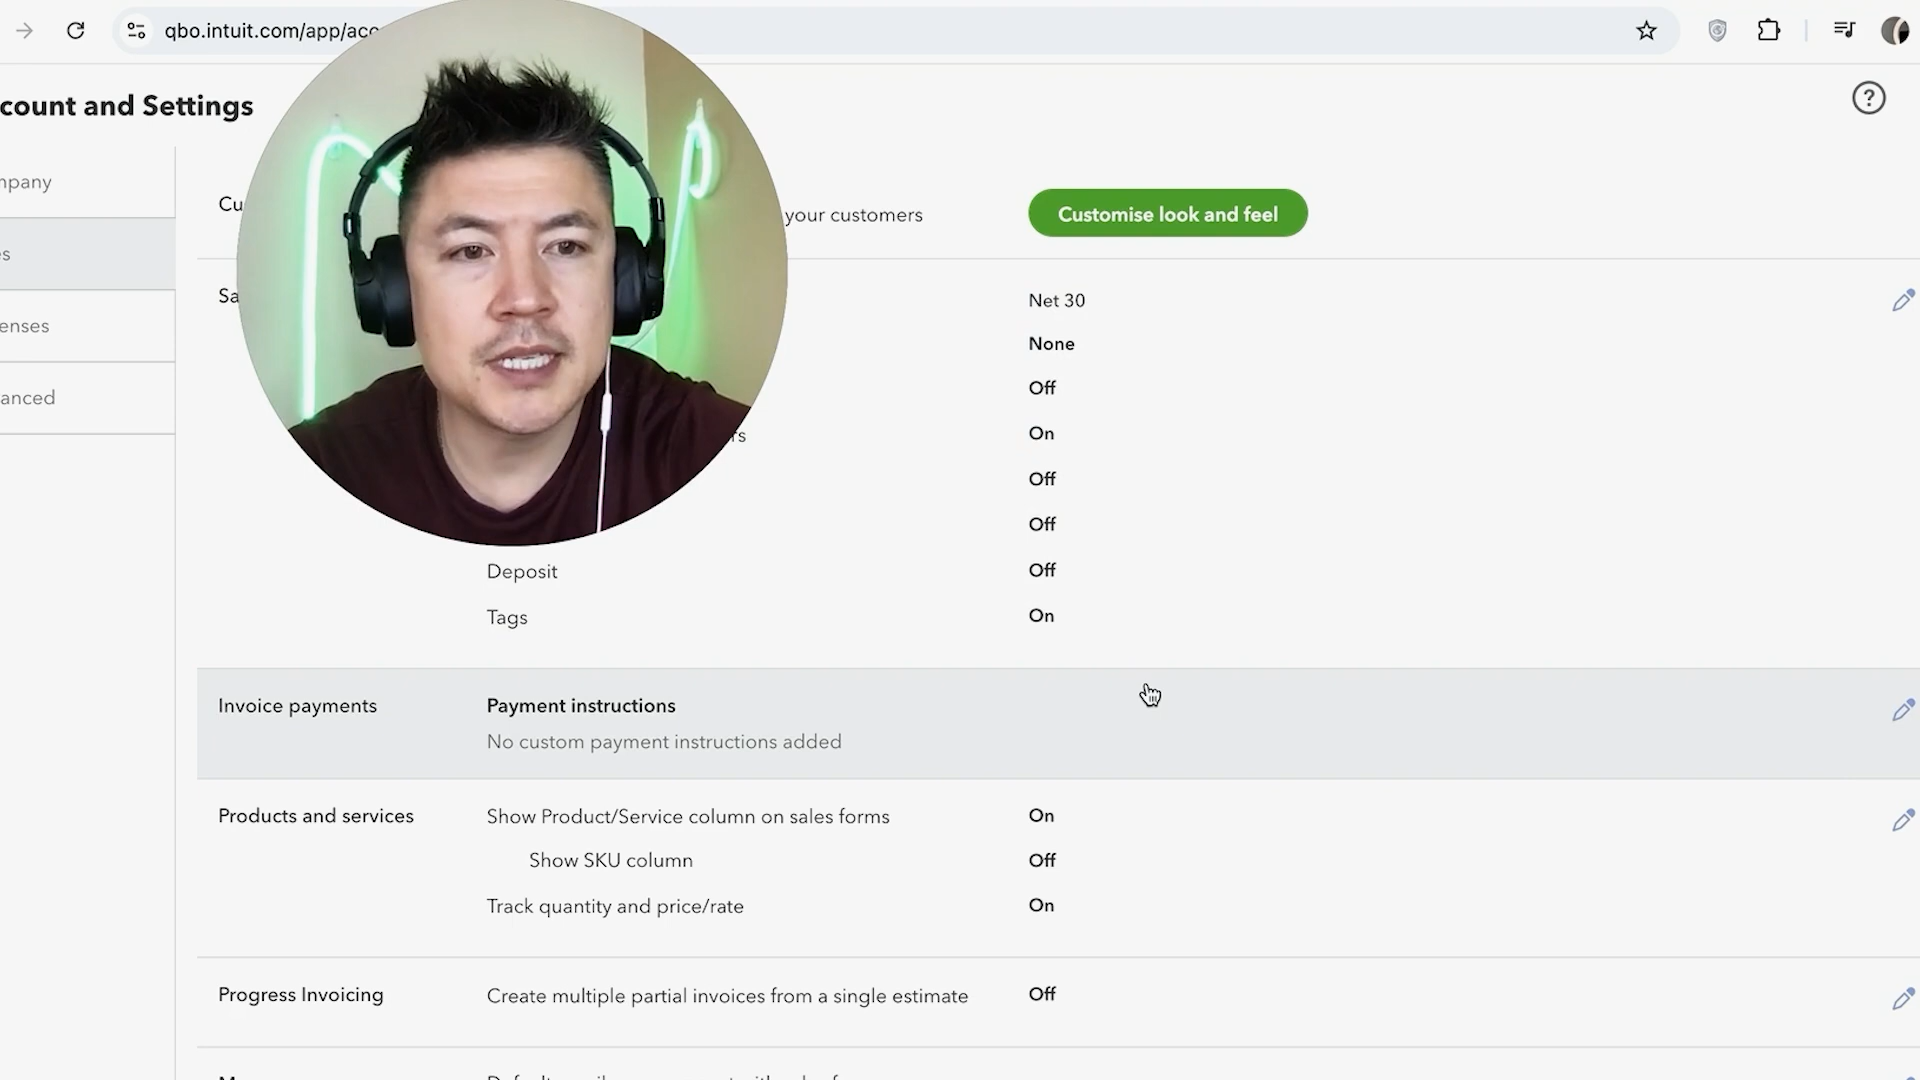 qbo.intuit.com/app/acc
count and Settings
mpany
es
enses
anced
Cu
your customers
Customise look and feel
Sa
Net 30
None
Off
On
rs
Off
Off
Deposit Off
Tags On
Invoice payments Payment instructions
No custom payment instructions added
Products and services Show Product/Service column on sales forms On
Show SKU column Off
Track quantity and price/rate On
Progress Invoicing Create multiple partial invoices from a single estimate Off